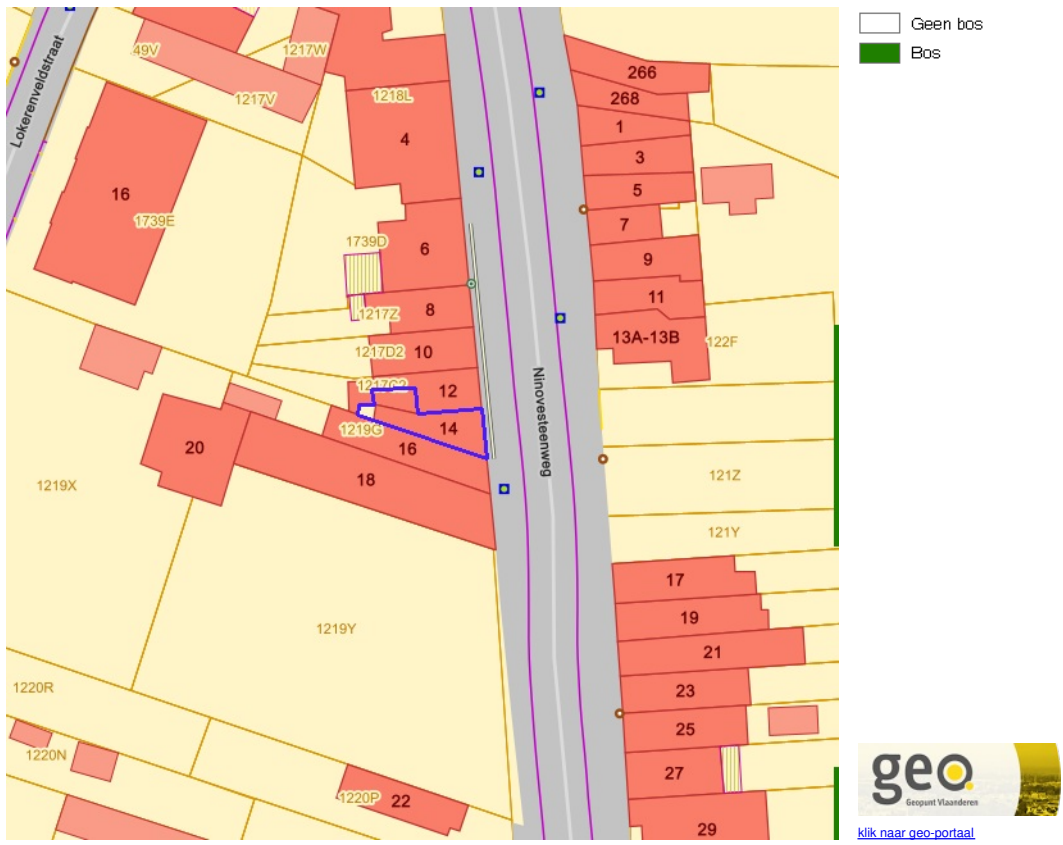 Lokerenveldstraat
49V
1217W
1217V
1218L
4
266
268
1
3
5
7
9
11
13A-13B
122F
16
1739E
1739D
6
1217Z
8
1217D2
10
1217C2
12
1219G
14
16
18
20
1219X
Ninovesteenweg
121Z
121Y
17
19
21
23
25
27
29
1219Y
1220R
1220N
1220P
22
Geen bos
Bos
geo
Geopunt Vlaanderen
klik naar geo-portaal